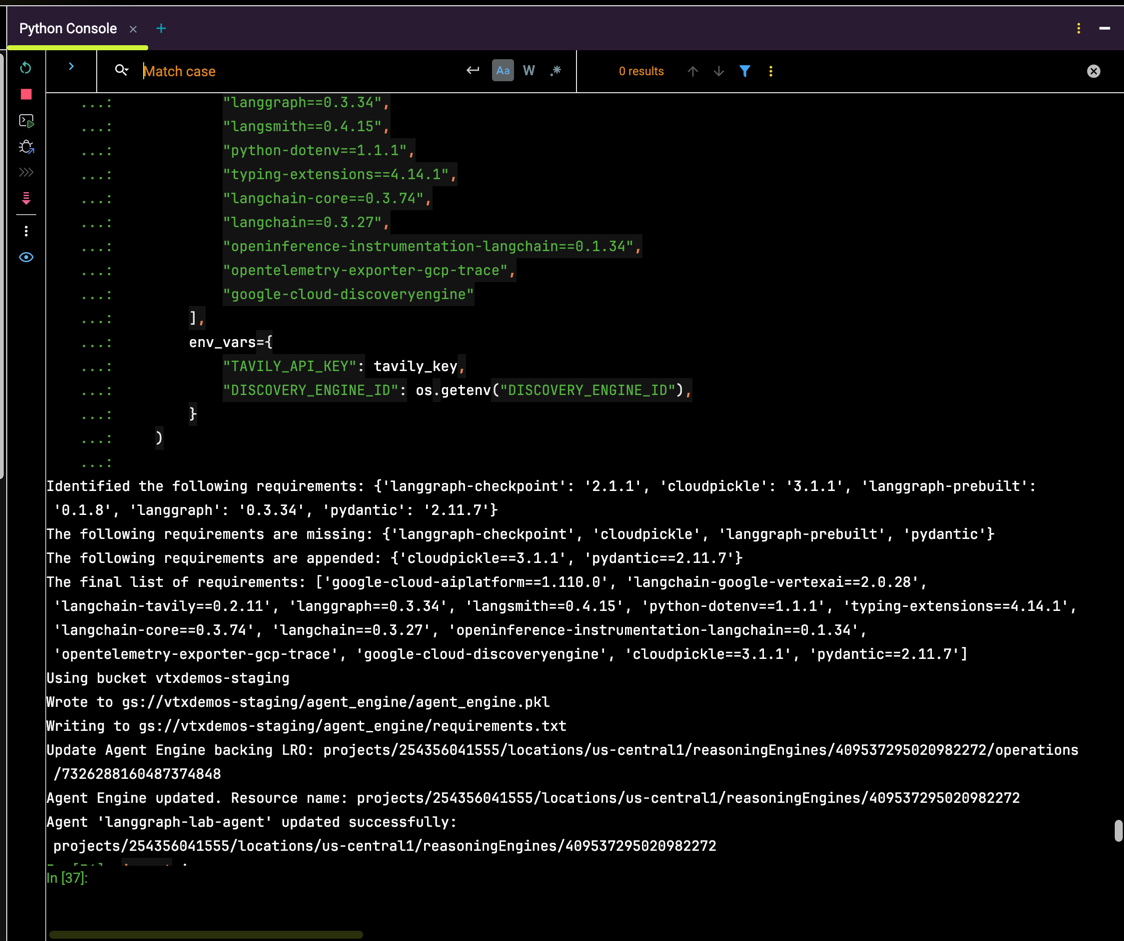 Python Console
Match case
Aa
W
.*
0 results
...: "langgraph==0.3.34",
...: "langsmith==0.4.15",
...: "python-dotenv==1.1.1",
...: "typing-extensions==4.14.1",
...: "langchain-core==0.3.74",
...: "langchain==0.3.27",
...: "openinference-instrumentation-langchain==0.1.34",
...: "opentelemetry-exporter-gcp-trace",
...: "google-cloud-discoveryengine"
...: ],
...: env_vars={
...: "TAVILY_API_KEY": tavily_key,
...: "DISCOVERY_ENGINE_ID": os.getenv("DISCOVERY_ENGINE_ID"),
...: }
...: )
...:
Identified the following requirements: {'langgraph-checkpoint': '2.1.1', 'cloudpickle': '3.1.1', 'langgraph-prebuilt':
'0.1.8', 'langgraph': '0.3.34', 'pydantic': '2.11.7'}
The following requirements are missing: {'langgraph-checkpoint', 'cloudpickle', 'langgraph-prebuilt', 'pydantic'}
The following requirements are appended: {'cloudpickle==3.1.1', 'pydantic==2.11.7'}
The final list of requirements: ['google-cloud-aiplatform==1.110.0', 'langchain-google-vertexai==2.0.28',
'langchain-tavily==0.2.11', 'langgraph==0.3.34', 'langsmith==0.4.15', 'python-dotenv==1.1.1', 'typing-extensions==4.14.1',
'langchain-core==0.3.74', 'langchain==0.3.27', 'openinference-instrumentation-langchain==0.1.34',
'opentelemetry-exporter-gcp-trace', 'google-cloud-discoveryengine', 'cloudpickle==3.1.1', 'pydantic==2.11.7']
Using bucket vtxdemos-staging
Wrote to gs://vtxdemos-staging/agent_engine/agent_engine.pkl
Writing to gs://vtxdemos-staging/agent_engine/requirements.txt
Update Agent Engine backing LRO: projects/254356041555/locations/us-central1/reasoningEngines/409537295020982272/operations
/7326288160487374848
Agent Engine updated. Resource name: projects/254356041555/locations/us-central1/reasoningEngines/409537295020982272
Agent 'langgraph-lab-agent' updated successfully:
projects/254356041555/locations/us-central1/reasoningEngines/409537295020982272
In [37]: